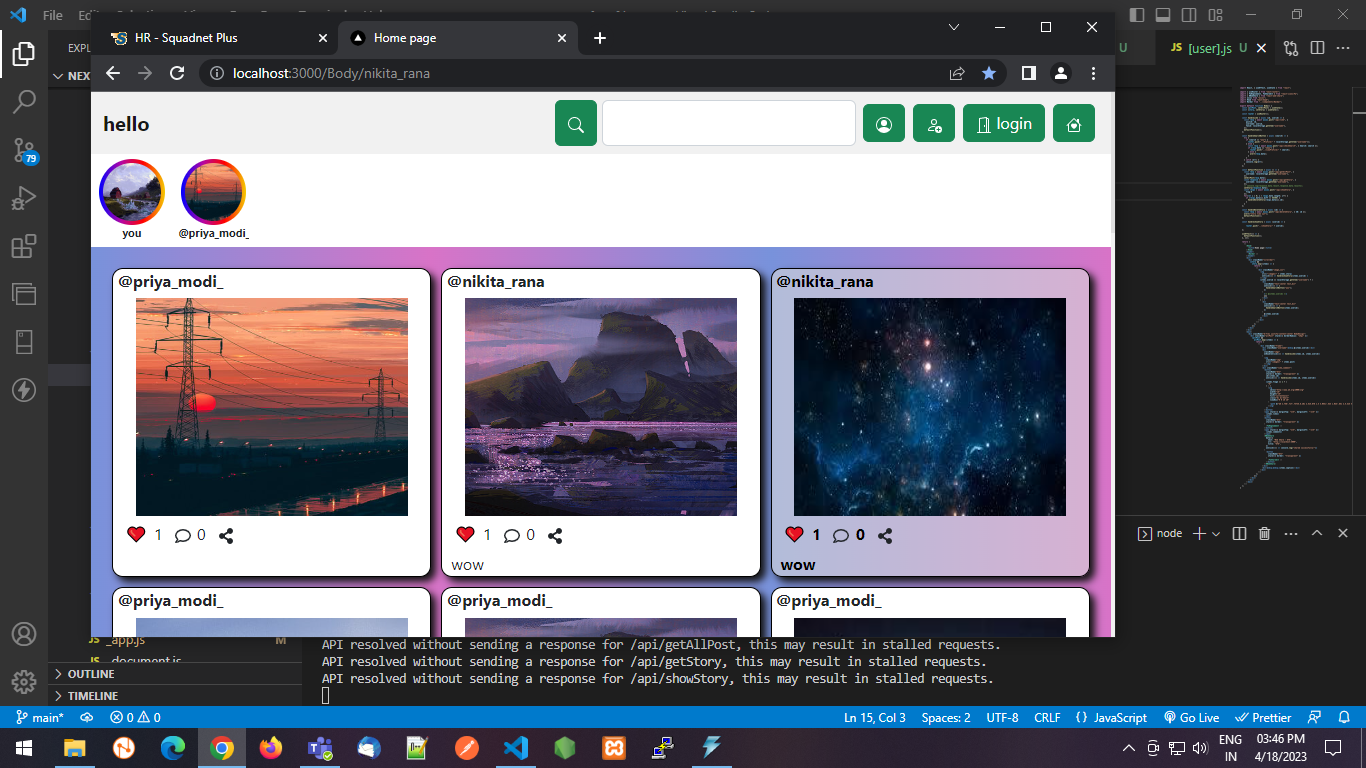 File
HR - Squadnet Plus
Home page
EXPL
U
JS [user].js U
NEX
localhost:3000/Body/nikita_rana
hello
login
you
@priya_modi_
79
@priya_modi_
@nikita_rana
@nikita_rana
1 0
1 0
1 0
wow
wow
@priya_modi_
@priya_modi_
@priya_modi_
node
JS _app.js M
JS _document.js
OUTLINE
TIMELINE
API resolved without sending a response for /api/getAllPost, this may result in stalled requests.
API resolved without sending a response for /api/getStory, this may result in stalled requests.
API resolved without sending a response for /api/showStory, this may result in stalled requests.
main*
0 0
Ln 15, Col 3
Spaces: 2
UTF-8
CRLF
{} JavaScript
Go Live
Prettier
ENG
IN
03:46 PM
4/18/2023